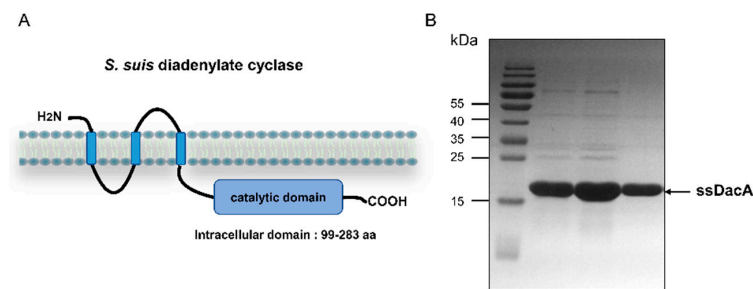 A
S. suis diadenylate cyclase
H2N
catalytic domain
COOH
Intracellular domain : 99-283 aa
B
kDa
55
40
35
25
15
ssDacA